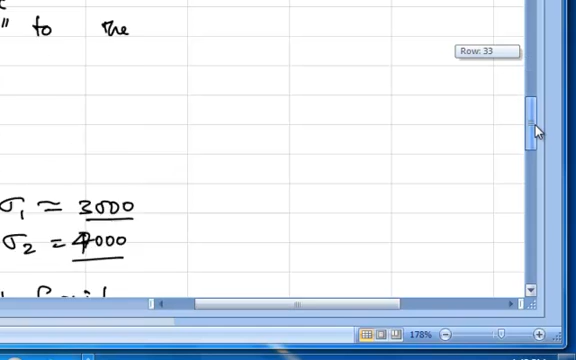 " to the
Row: 33
σ₁ ≃ 3000
σ₂ = 4000
178%